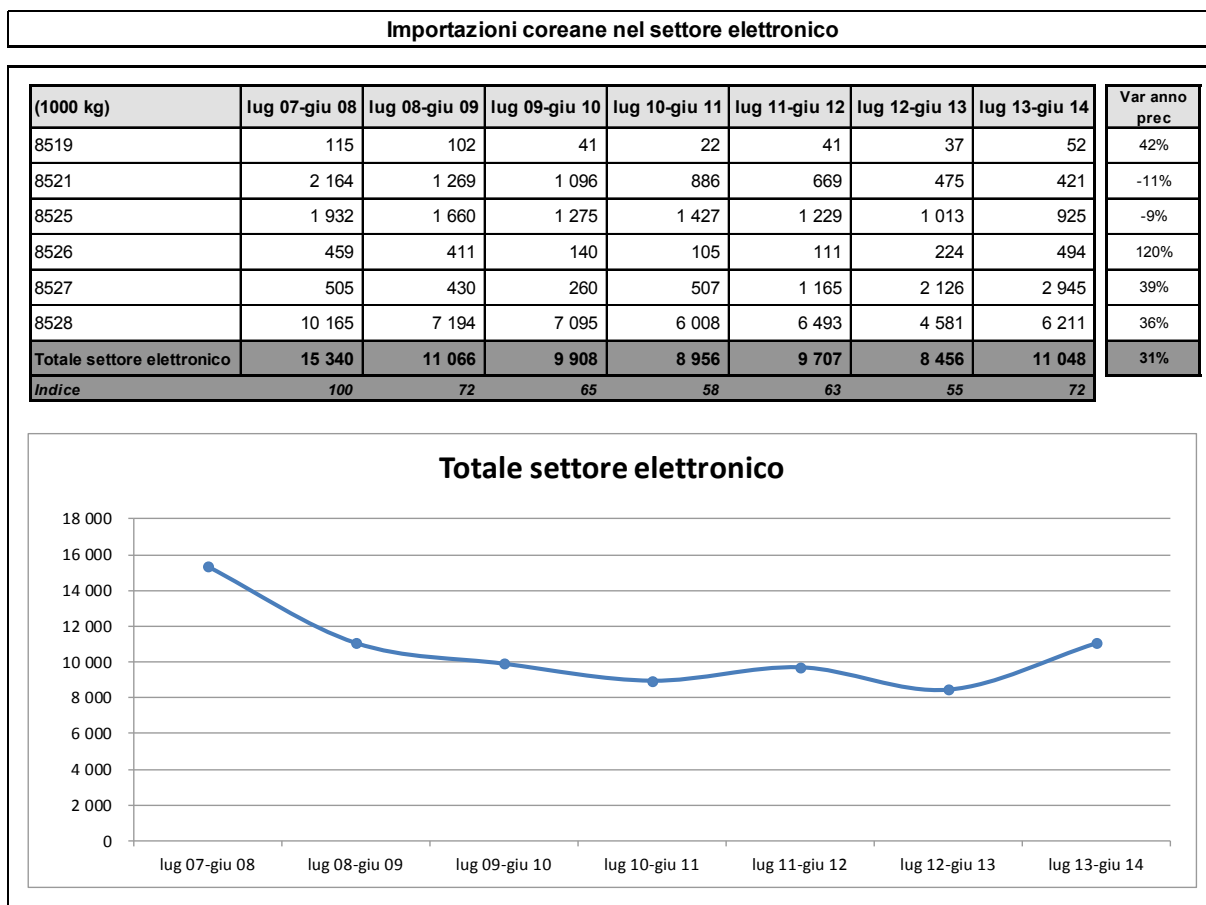 Importazioni coreane nel settore elettronico
(1000 kg) lug 07-giu 08 lug 08-giu 09 lug 09-giu 10 lug 10-giu 11 lug 11-giu 12 lug 12-giu 13 lug 13-giu 14 Var anno prec
8519 115 102 41 22 41 37 52 42%
8521 2 164 1 269 1 096 886 669 475 421 -11%
8525 1 932 1 660 1 275 1 427 1 229 1 013 925 -9%
8526 459 411 140 105 111 224 494 120%
8527 505 430 260 507 1 165 2 126 2 945 39%
8528 10 165 7 194 7 095 6 008 6 493 4 581 6 211 36%
Totale settore elettronico 15 340 11 066 9 908 8 956 9 707 8 456 11 048 31%
Indice 100 72 65 58 63 55 72
Totale settore elettronico
18 000
16 000
14 000
12 000
10 000
8 000
6 000
4 000
2 000
0
lug 07-giu 08 lug 08-giu 09 lug 09-giu 10 lug 10-giu 11 lug 11-giu 12 lug 12-giu 13 lug 13-giu 14